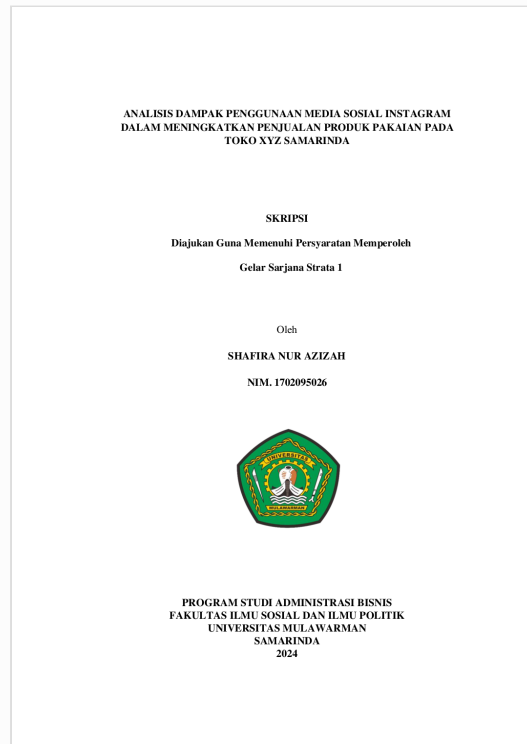 ANALISIS DAMPAK PENGGUNAAN MEDIA SOSIAL INSTAGRAM
DALAM MENINGKATKAN PENJUALAN PRODUK PAKAIAN PADA
TOKO XYZ SAMARINDA
SKRIPSI
Diajukan Guna Memenuhi Persyaratan Memperoleh
Gelar Sarjana Strata 1
Oleh
SHAFIRA NUR AZIZAH
NIM. 1702095026
UNIVERSITAS
MULAWARMAN
PROGRAM STUDI ADMINISTRASI BISNIS
FAKULTAS ILMU SOSIAL DAN ILMU POLITIK
UNIVERSITAS MULAWARMAN
SAMARINDA
2024